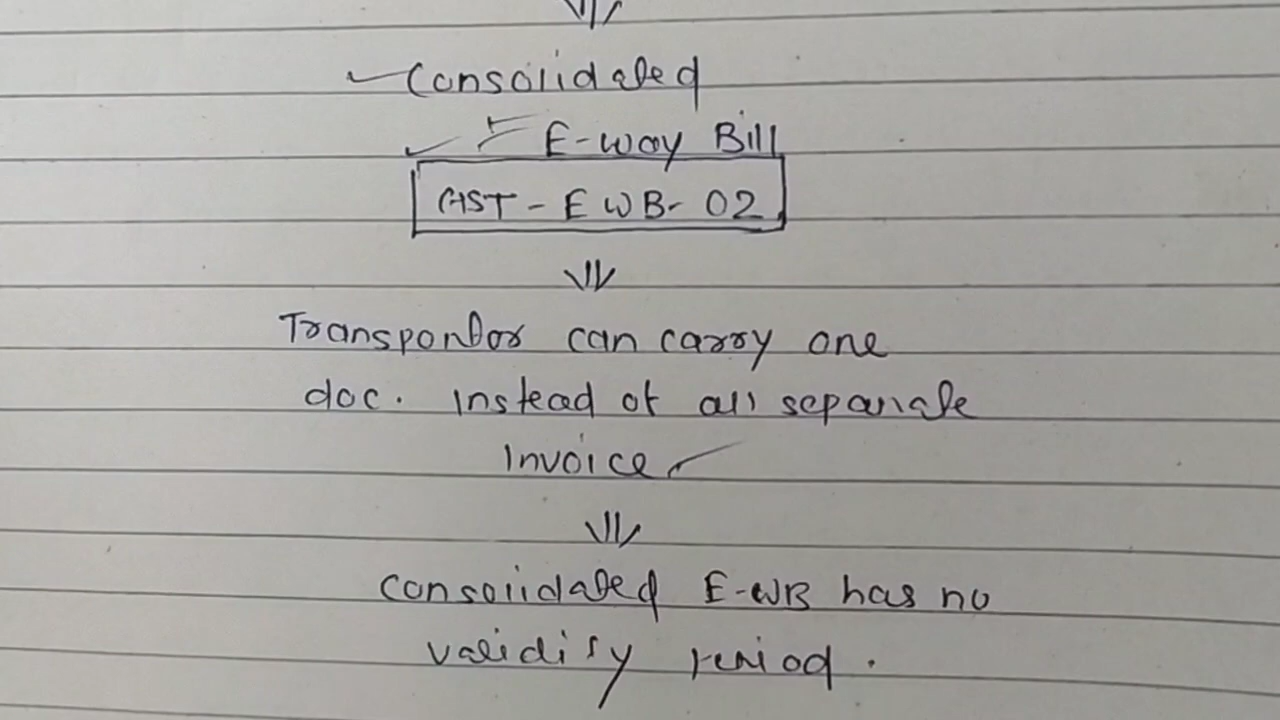 Consolidated
E-way Bill
GST - EWB- 02
Transportor can carry one
doc. Instead of all separate
Invoice
Consolidated E-WB has no
validity period.